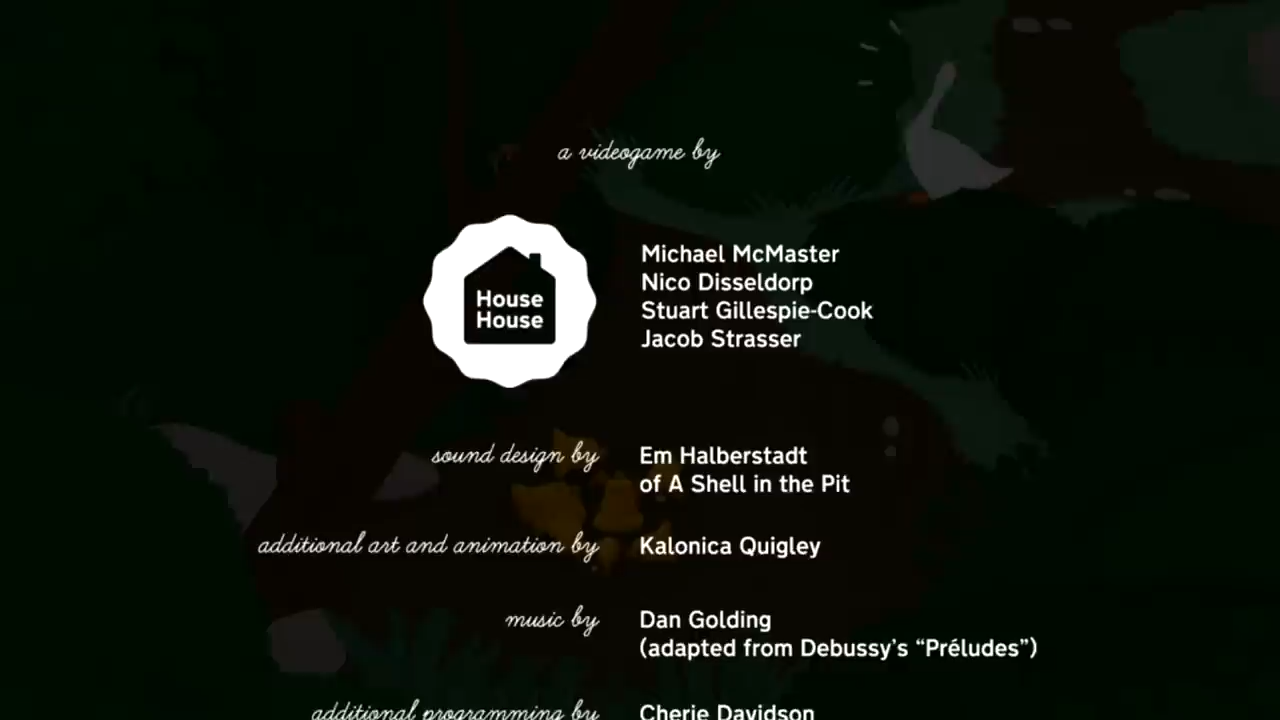 a videogame by
House
House
Michael McMaster
Nico Disseldorp
Stuart Gillespie-Cook
Jacob Strasser
sound design by Em Halberstadt
of A Shell in the Pit
additional art and animation by Kalonica Quigley
music by Dan Golding
(adapted from Debussy’s “Préludes”)
additional programming by Cherie Davidson